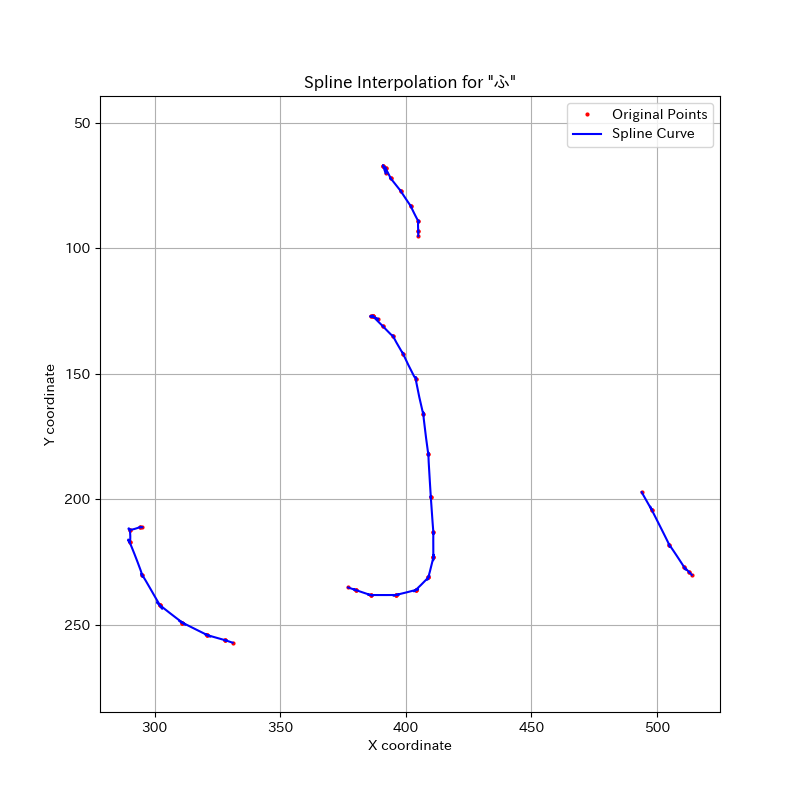 Spline Interpolation for "ふ"
Original Points
Spline Curve
50
100
150
200
250
Y coordinate
ふ
300 350 400 450 500
X coordinate